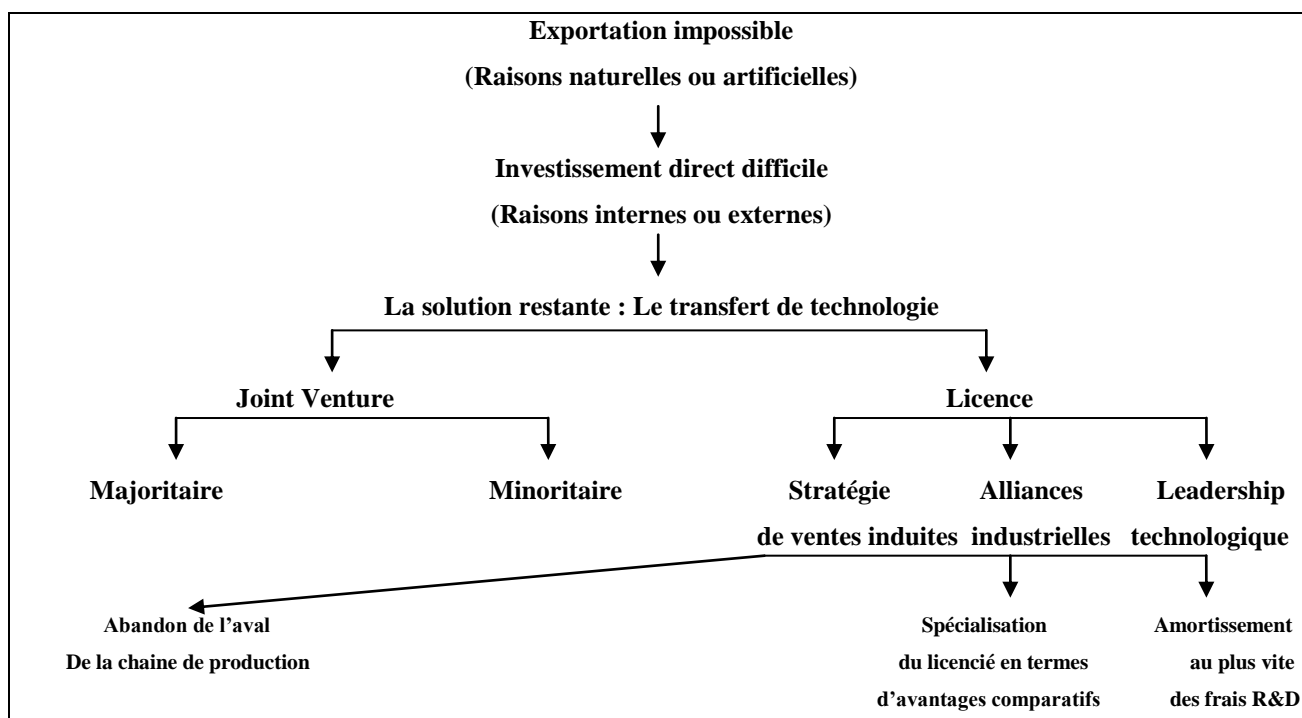 Exportation impossible
(Raisons naturelles ou artificielles)
Investissement direct difficile
(Raisons internes ou externes)
La solution restante : Le transfert de technologie
Joint Venture
Licence
Majoritaire
Minoritaire
Stratégie
de ventes induites
Alliances
industrielles
Leadership
technologique
Abandon de l’aval
De la chaine de production
Spécialisation
du licencié en termes
d’avantages comparatifs
Amortissement
au plus vite
des frais R&D